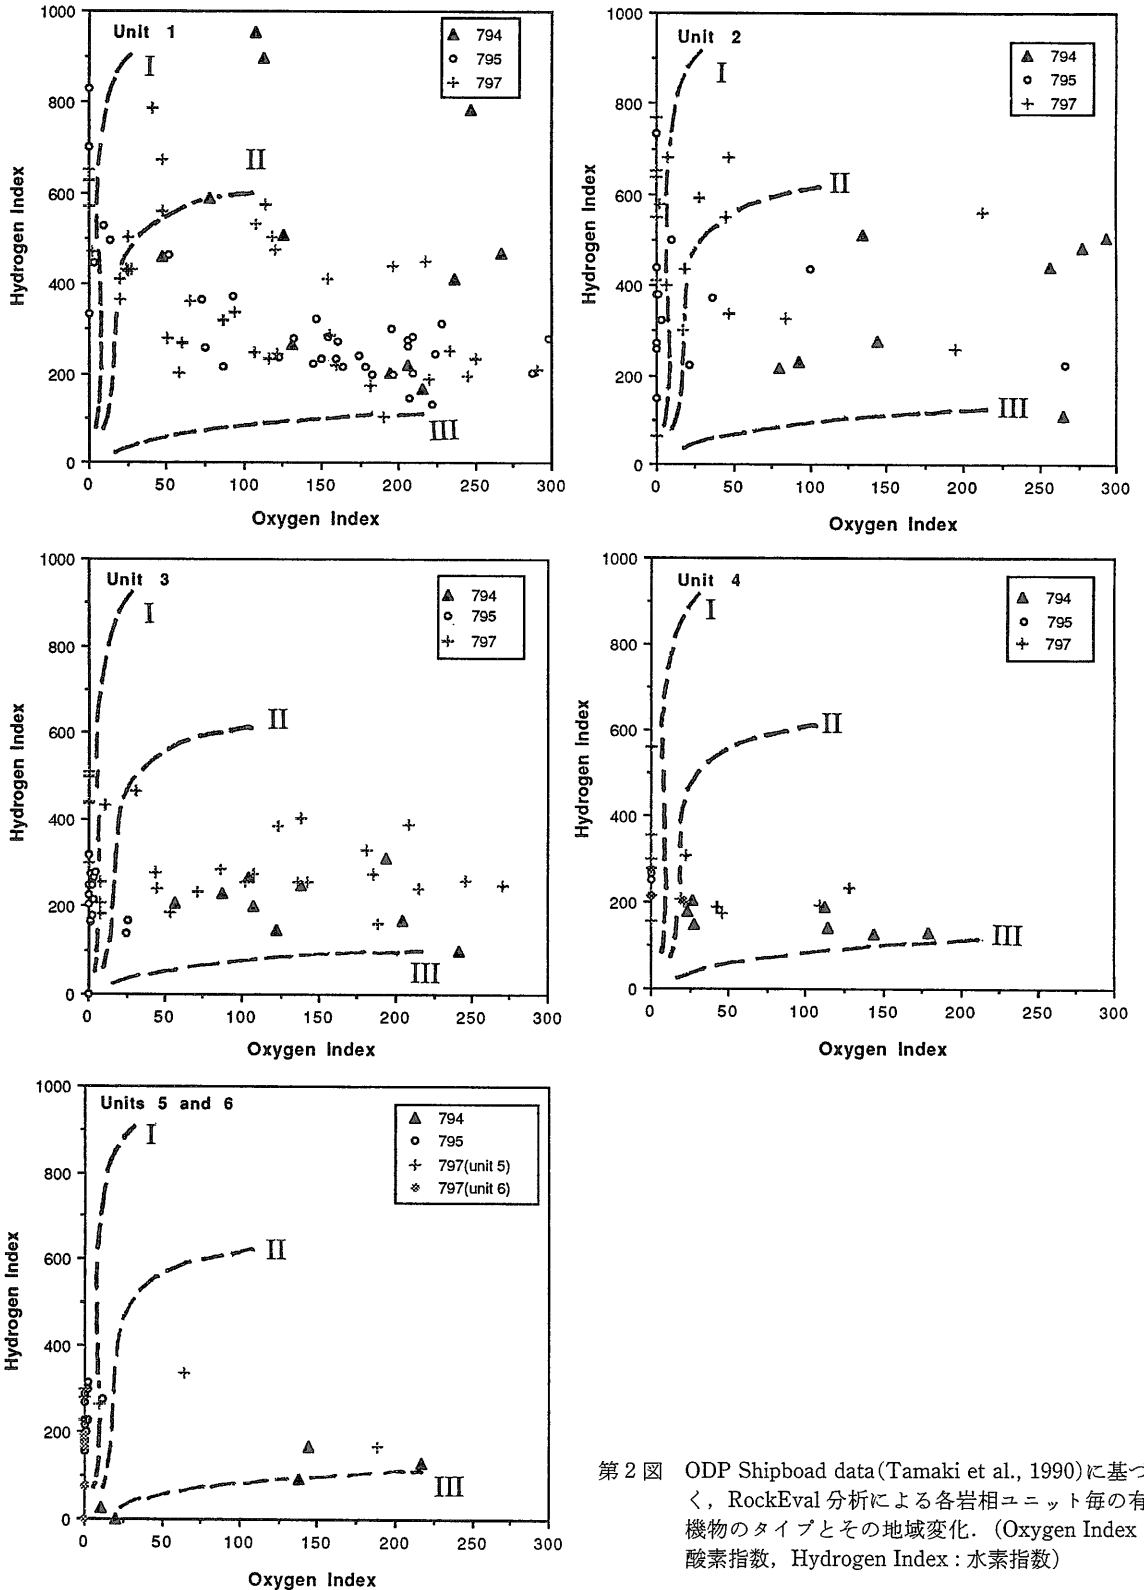 Unit 1
I
II
III
794
795
797
Hydrogen Index
1000
800
600
400
200
0
0 50 100 150 200 250 300
Oxygen Index
Unit 2
I
II
III
794
795
797
Hydrogen Index
1000
800
600
400
200
0
0 50 100 150 200 250 300
Oxygen Index
Unit 3
I
II
III
794
795
797
Hydrogen Index
1000
800
600
400
200
0
0 50 100 150 200 250 300
Oxygen Index
Unit 4
I
II
III
794
795
797
Hydrogen Index
1000
800
600
400
200
0
0 50 100 150 200 250 300
Oxygen Index
Units 5 and 6
I
II
III
794
795
797(unit 5)
797(unit 6)
Hydrogen Index
1000
800
600
400
200
0
0 50 100 150 200 250 300
Oxygen Index
第2図 ODP Shipboad data(Tamaki et al., 1990)に基づ
く，RockEval 分析による各岩相ユニット毎の有
機物のタイプとその地域変化．(Oxygen Index
酸素指数，Hydrogen Index : 水素指数)